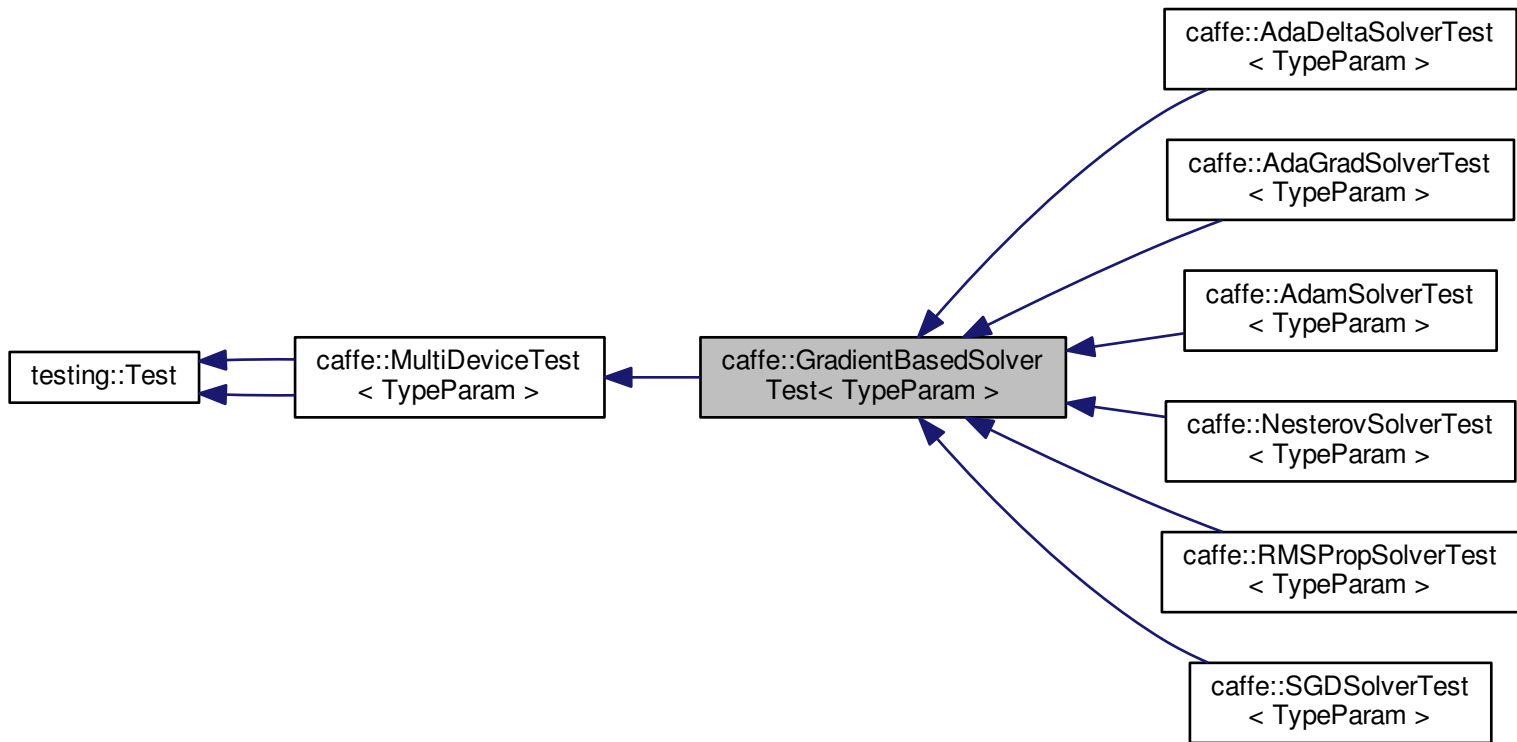 testing::Test
caffe::MultiDeviceTest
< TypeParam >
caffe::GradientBasedSolver
Test< TypeParam >
caffe::AdaDeltaSolverTest
< TypeParam >
caffe::AdaGradSolverTest
< TypeParam >
caffe::AdamSolverTest
< TypeParam >
caffe::NesterovSolverTest
< TypeParam >
caffe::RMSPropSolverTest
< TypeParam >
caffe::SGDSolverTest
< TypeParam >